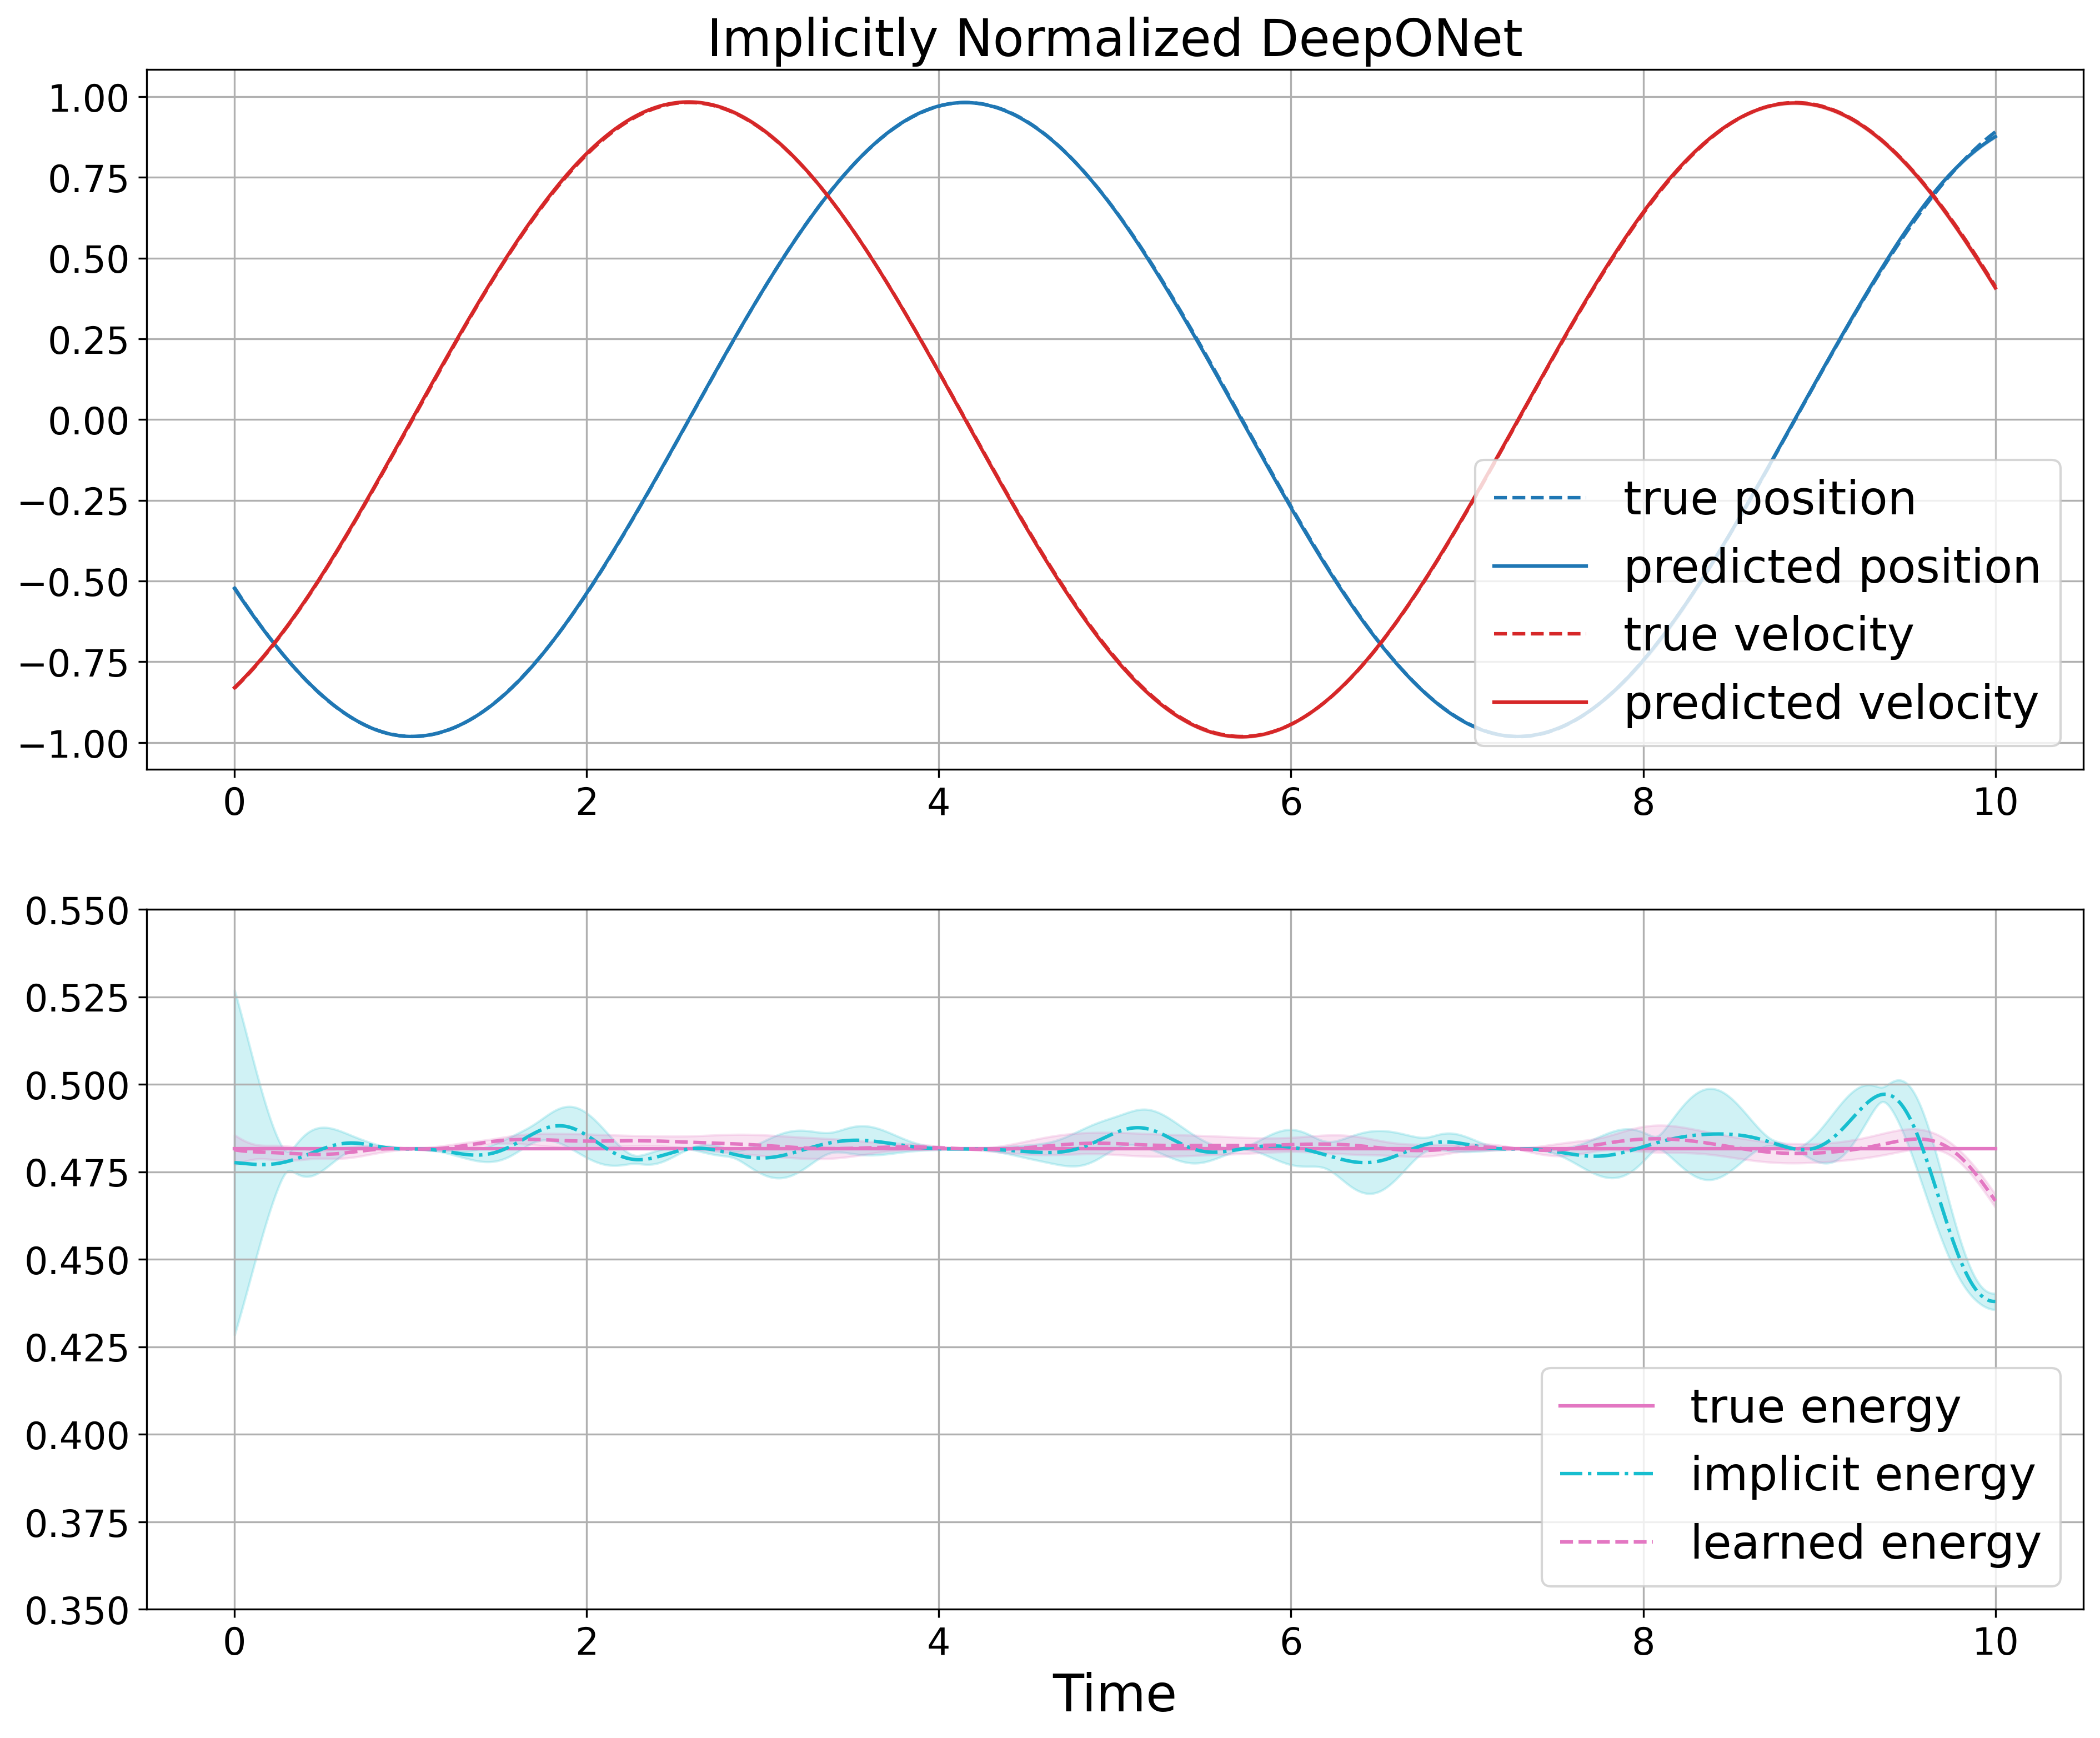 Implicitly Normalized DeepONet
1.00
0.75
0.50
0.25
0.00
−0.25
−0.50
−0.75
−1.00
true position
predicted position
true velocity
predicted velocity
0 2 4 6 8 10
0.550
0.525
0.500
0.475
0.450
0.425
0.400
0.375
0.350
true energy
implicit energy
learned energy
0 2 4 6 8 10
Time